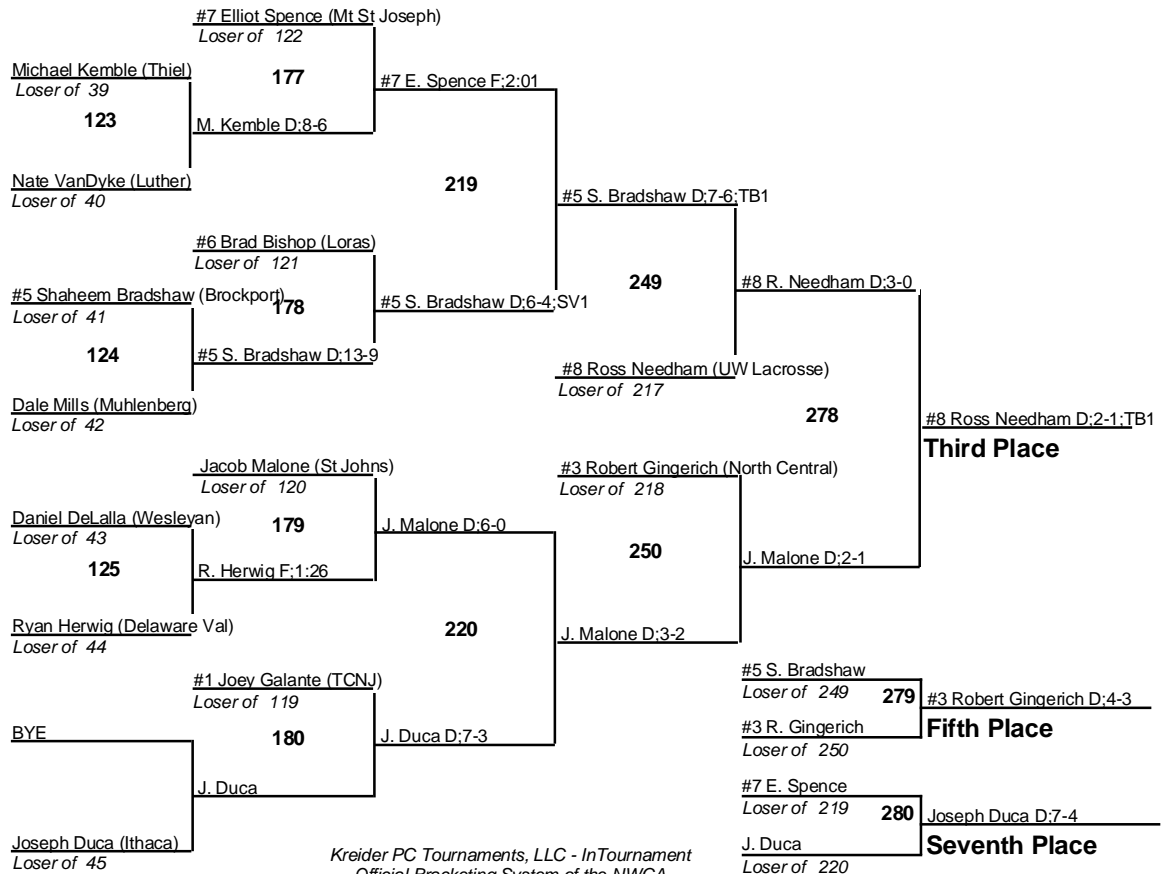 #7 Elliot Spence (Mt St Joseph)
Loser of 122
Michael Kemble (Thiel)
Loser of 39
177
#7 E. Spence F;2:01
123
M. Kemble D;8-6
Nate VanDyke (Luther)
Loser of 40
219
#5 S. Bradshaw D;7-6;TB1
#6 Brad Bishop (Loras)
Loser of 121
#5 Shaheem Bradshaw (Brockport)
Loser of 41
178
#5 S. Bradshaw D;6-4;SV1
249
#8 R. Needham D;3-0
124
#5 S. Bradshaw D;13-9
Dale Mills (Muhlenberg)
Loser of 42
#8 Ross Needham (UW Lacrosse)
Loser of 217
278
#8 Ross Needham D;2-1;TB1
Third Place
Jacob Malone (St Johns)
Loser of 120
#3 Robert Gingerich (North Central)
Loser of 218
Daniel DeLalla (Wesleyan)
Loser of 43
179
J. Malone D;6-0
125
R. Herwig F;1:26
250
J. Malone D;2-1
Ryan Herwig (Delaware Val)
Loser of 44
220
J. Malone D;3-2
#1 Joey Galante (TCNJ)
Loser of 119
#5 S. Bradshaw
Loser of 249
279
#3 Robert Gingerich D;4-3
Fifth Place
#3 R. Gingerich
Loser of 250
BYE
180
J. Duca D;7-3
J. Duca
#7 E. Spence
Loser of 219
280
Joseph Duca D;7-4
Seventh Place
J. Duca
Loser of 220
Joseph Duca (Ithaca)
Loser of 45
Kreider PC Tournaments, LLC - InTournament
Official Bracketing System of the NWCA